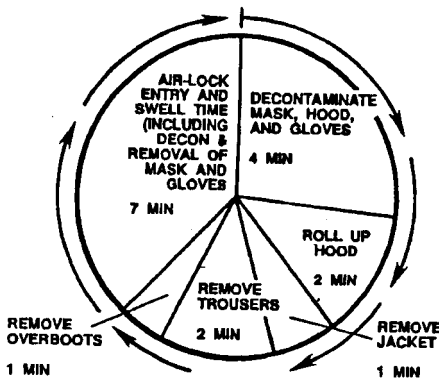 AIR-LOCK
ENTRY AND
SWELL TIME
(INCLUDING
DECON &
REMOVAL OF
MASK AND
GLOVES
7 MIN
DECONTAMINATE
MASK, HOOD,
AND GLOVES
4 MIN
ROLL UP
HOOD
2 MIN
REMOVE
JACKET
1 MIN
REMOVE
TROUSERS
2 MIN
REMOVE
OVERBOOTS
1 MIN